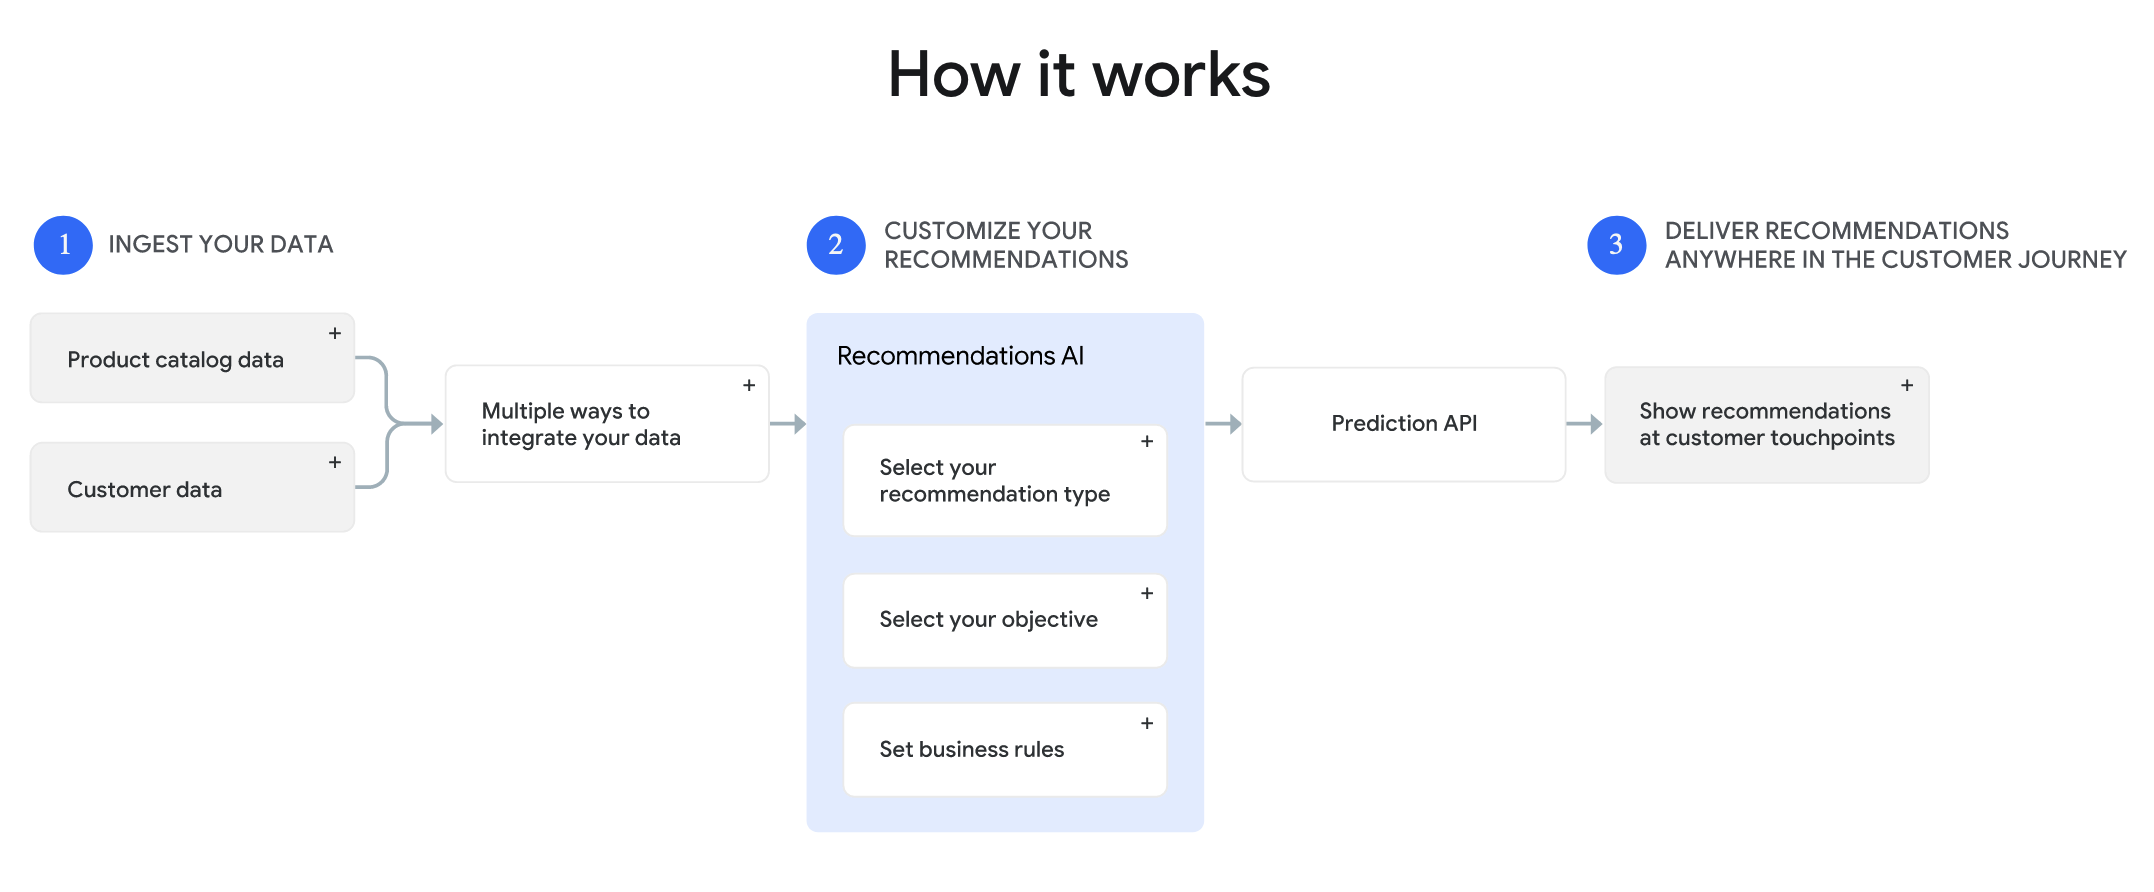 How it works
1 INGEST YOUR DATA
2 CUSTOMIZE YOUR
RECOMMENDATIONS
3 DELIVER RECOMMENDATIONS
ANYWHERE IN THE CUSTOMER JOURNEY
Product catalog data +
Customer data +
Multiple ways to +
integrate your data
Recommendations AI
Select your +
recommendation type
Select your objective +
Set business rules +
Prediction API
Show recommendations +
at customer touchpoints